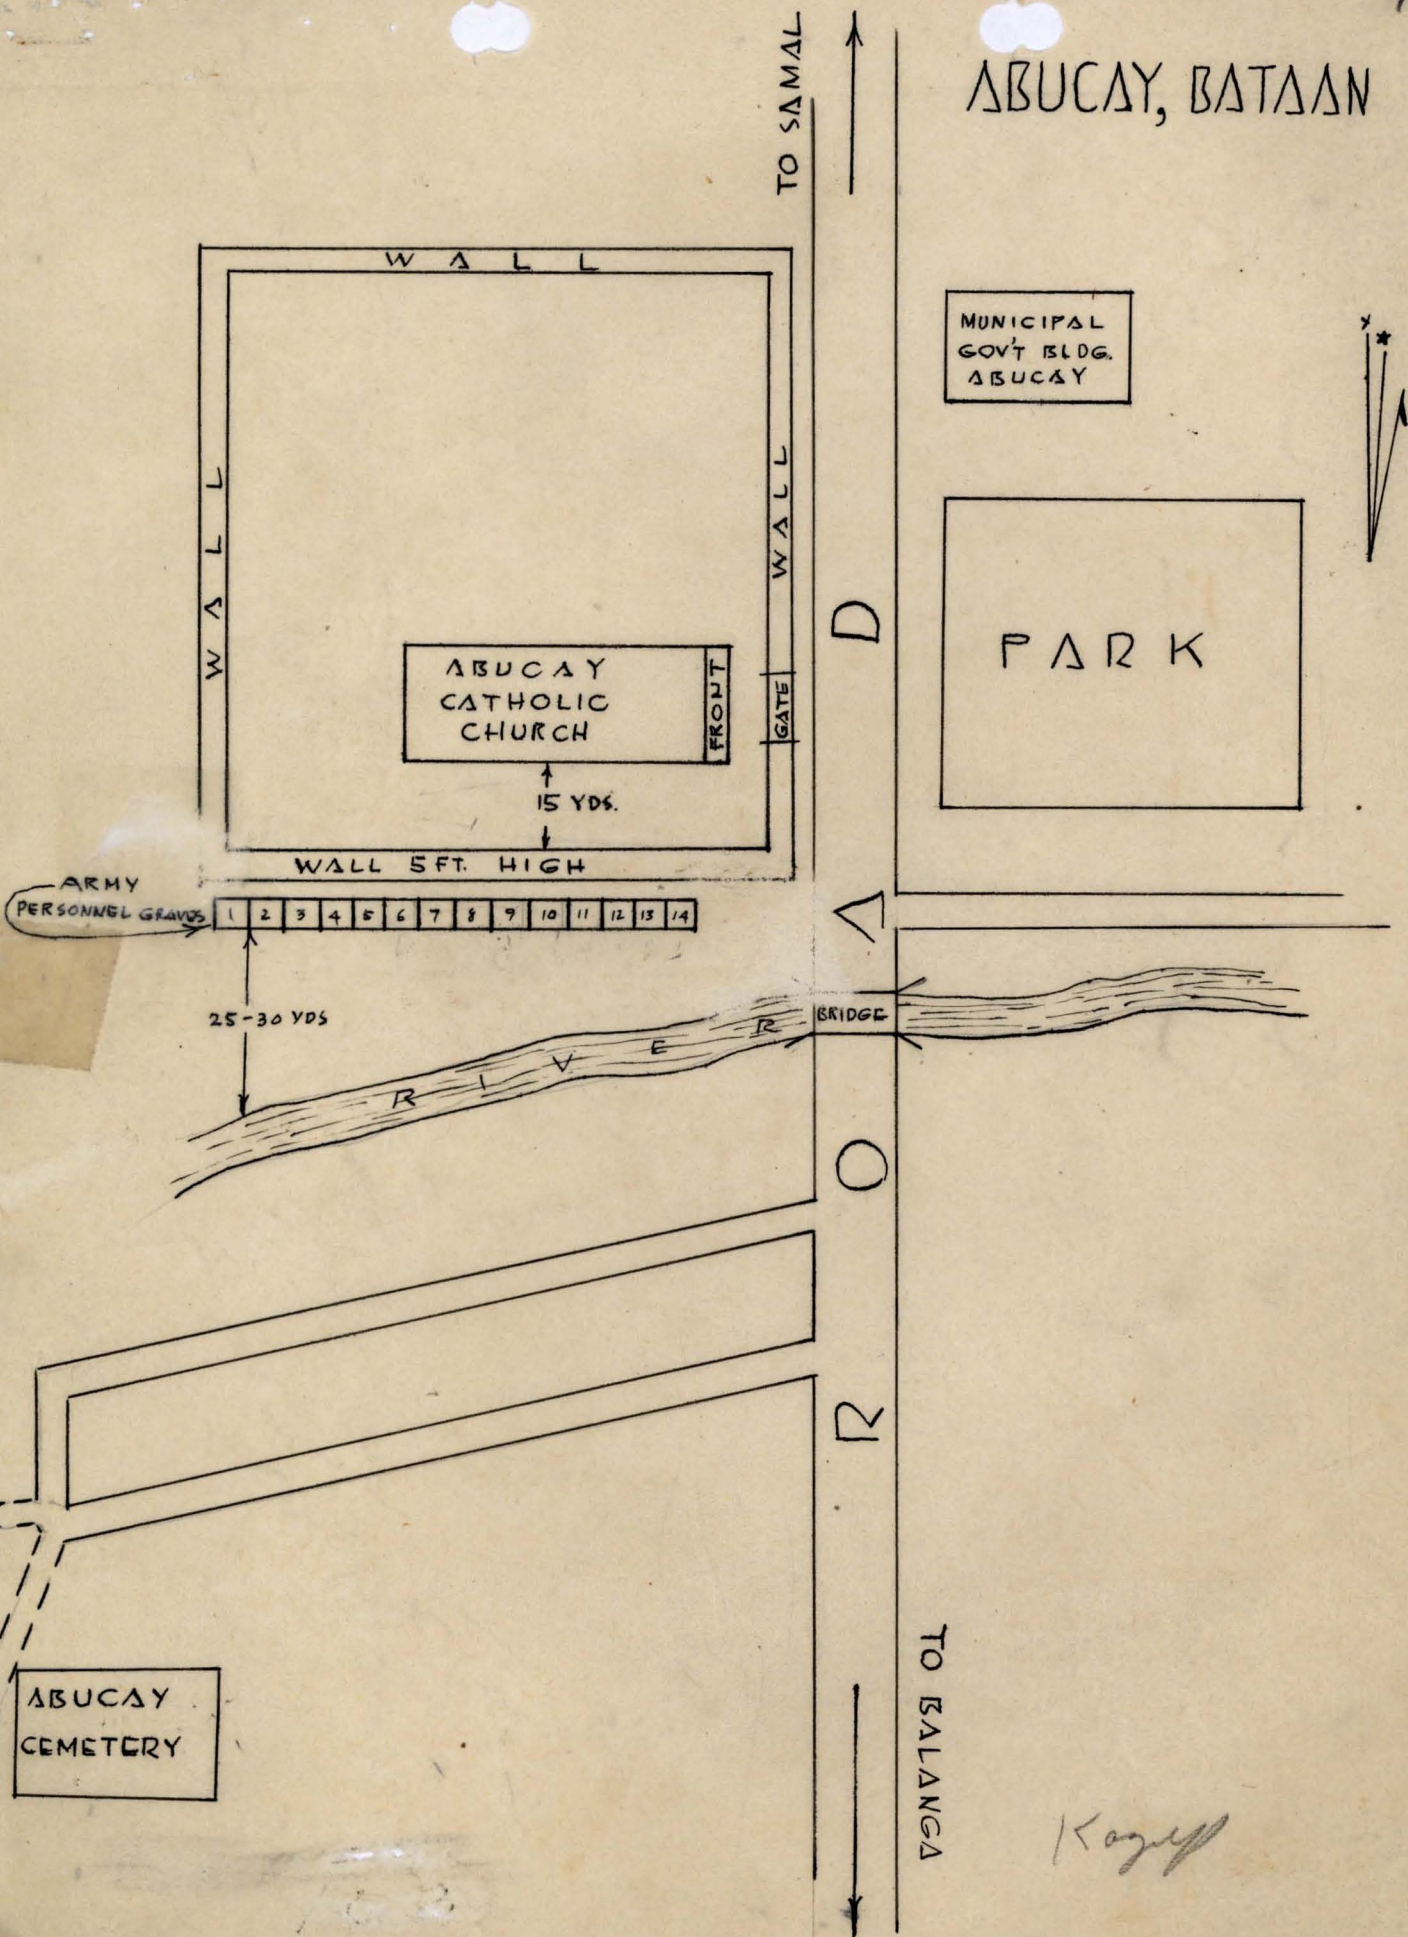 ABUCAY, BATAAN
TO SAMAL
WALL
MUNICIPAL
GOV'T BLDG.
ABUCAY
WALL
WALL
PARK
ABUCAY
CATHOLIC
CHURCH
FRONT
GATE
15 YDS.
WALL 5FT. HIGH
ARMY
PERSONNEL GRAVES
1 2 3 4 5 6 7 8 9 10 11 12 13 14
25-30 YDS
RIVER
BRIDGE
ROAD
TO BALANGA
ABUCAY
CEMETERY